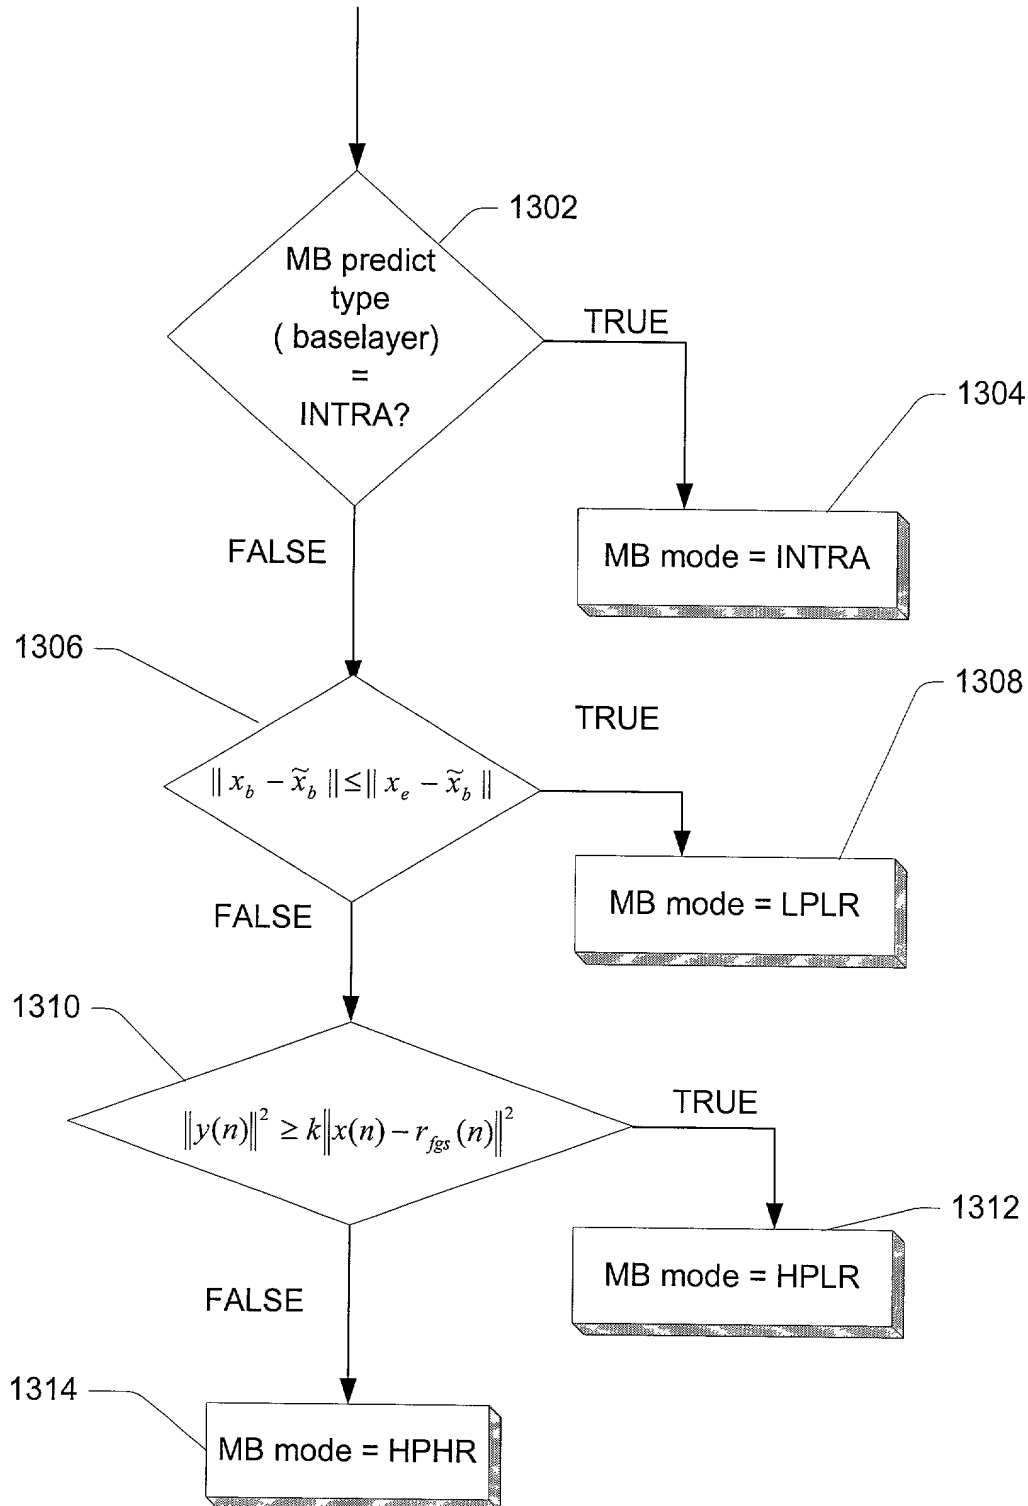 1302
MB predict
type
( baselayer)
=
INTRA?
TRUE
1304
MB mode = INTRA
FALSE
1306
1308
TRUE
|| x_b − x̃_b || ≤ || x_e − x̃_b ||
MB mode = LPLR
FALSE
1310
TRUE
‖y(n)‖² ≥ k‖x(n) − r_fgs(n)‖²
1312
MB mode = HPLR
FALSE
1314
MB mode = HPHR